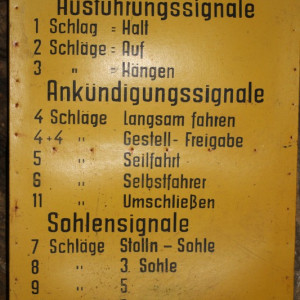 Ausführungssignale
1 Schlag = Halt
2 Schläge = Auf
3 " = Hängen
Ankündigungssignale
4 Schläge Langsam fahren
4+4 " Gestell-Freigabe
5 " Seilfahrt
6 " Selbstfahrer
11 " Umschließen
Sohlensignale
7 Schläge Stolln - Sohle
8 " 3. Sohle
9 " 5.